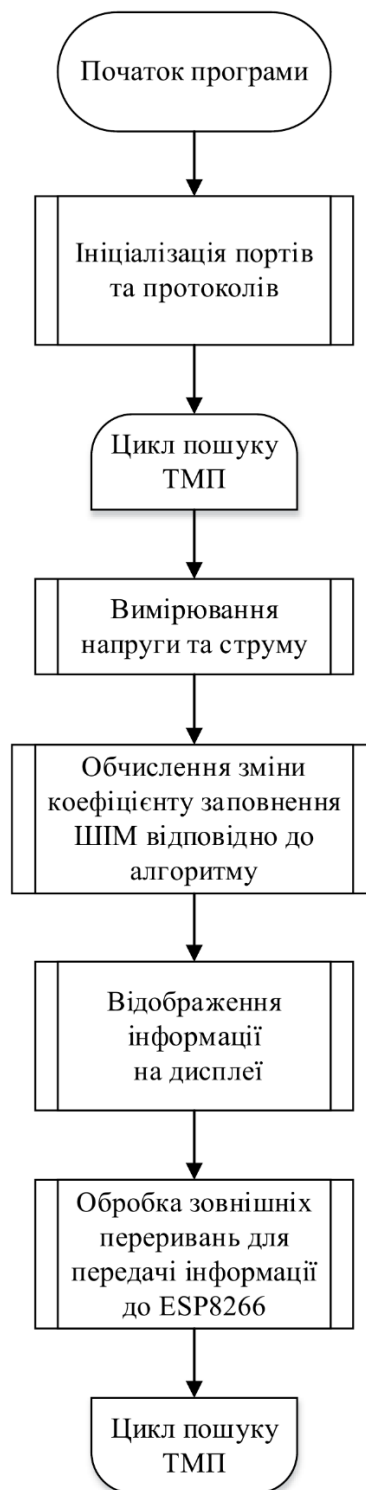 Початок програми
Ініціалізація портів
та протоколів
Цикл пошуку
ТМП
Вимірювання
напруги та струму
Обчислення зміни
коефіцієнту заповнення
ШІМ відповідно до
алгоритму
Відображення
інформації
на дисплеї
Обробка зовнішніх
переривань для
передачі інформації
до ESP8266
Цикл пошуку
ТМП